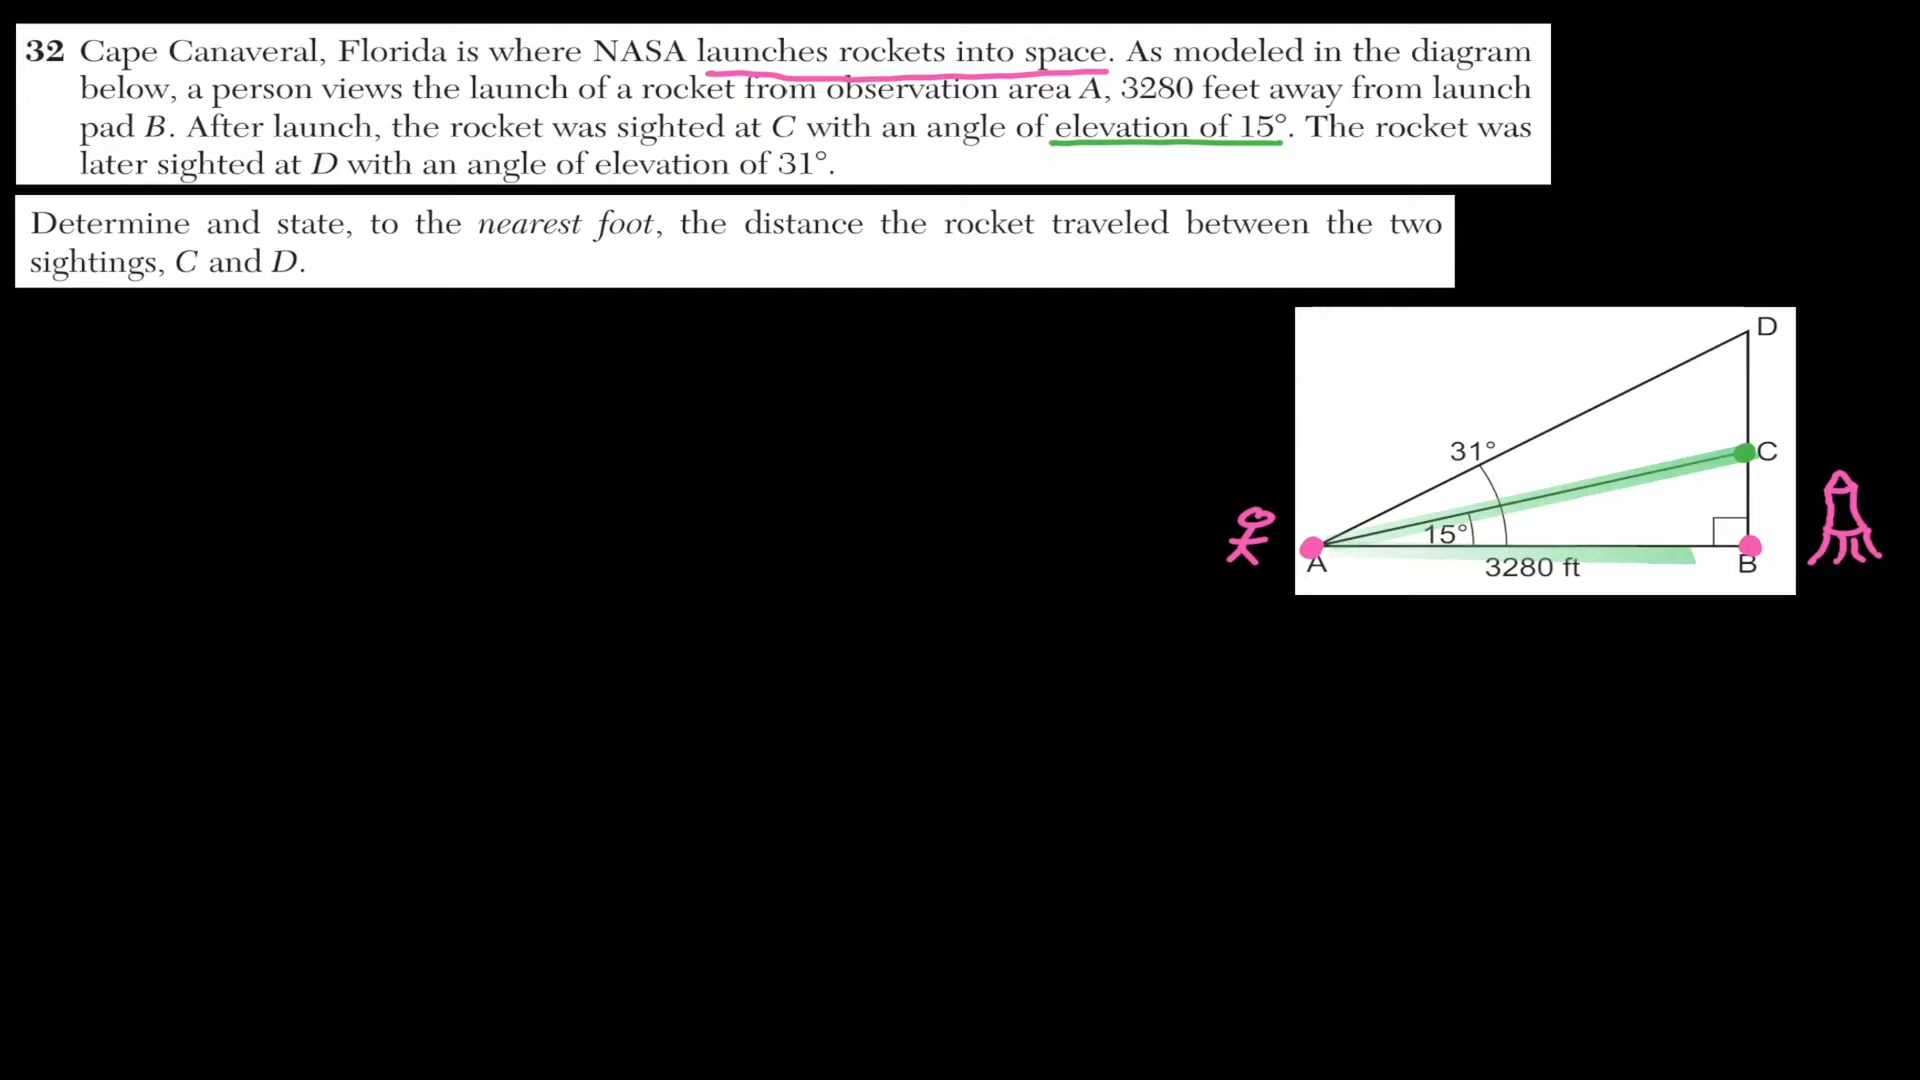 32 Cape Canaveral, Florida is where NASA launches rockets into space. As modeled in the diagram
below, a person views the launch of a rocket from observation area A, 3280 feet away from launch
pad B. After launch, the rocket was sighted at C with an angle of elevation of 15°. The rocket was
later sighted at D with an angle of elevation of 31°.
Determine and state, to the nearest foot, the distance the rocket traveled between the two
sightings, C and D.
D
31°
C
15°
A
3280 ft
B